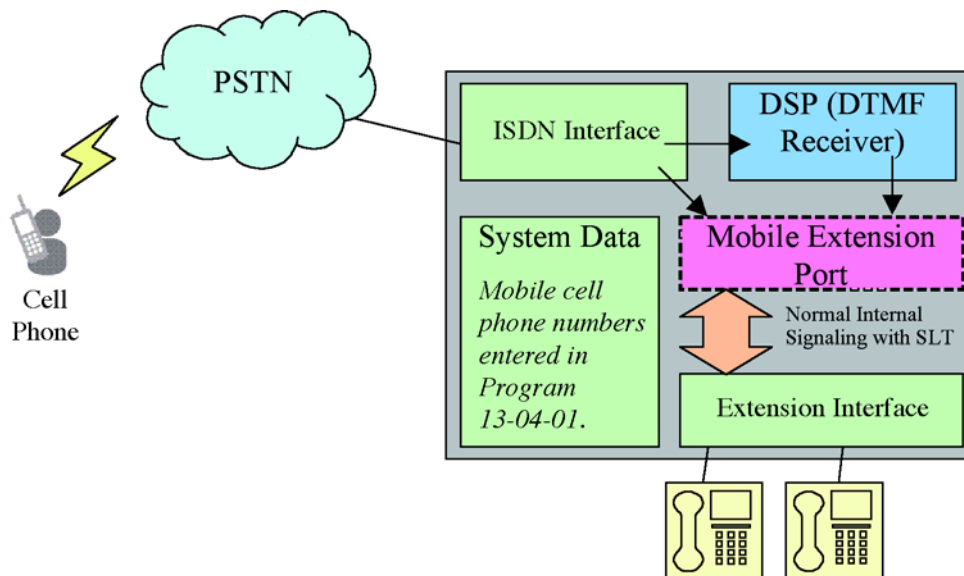 PSTN
ISDN Interface
DSP (DTMF
Receiver)
System Data
Mobile cell
phone numbers
entered in
Program
13-04-01.
Mobile Extension
Port
Normal Internal
Signaling with SLT
Extension Interface
Cell
Phone